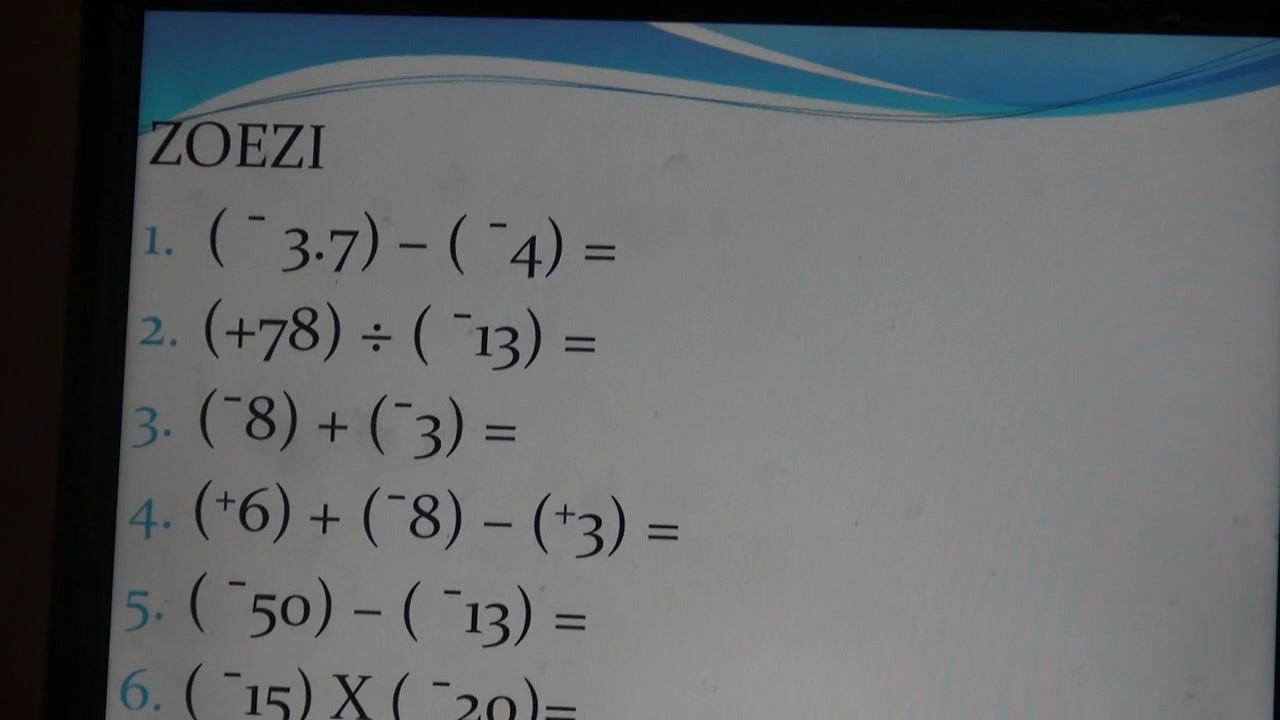 ZOEZI
1. ( ⁻ 3.7) – ( ⁻4) =
2. (+78) ÷ ( ⁻13) =
3. (⁻8) + (⁻3) =
4. (⁺6) + (⁻8) – (⁺3) =
5. ( ⁻50) – ( ⁻13) =
6. ( ⁻15) X ( ⁻20)=